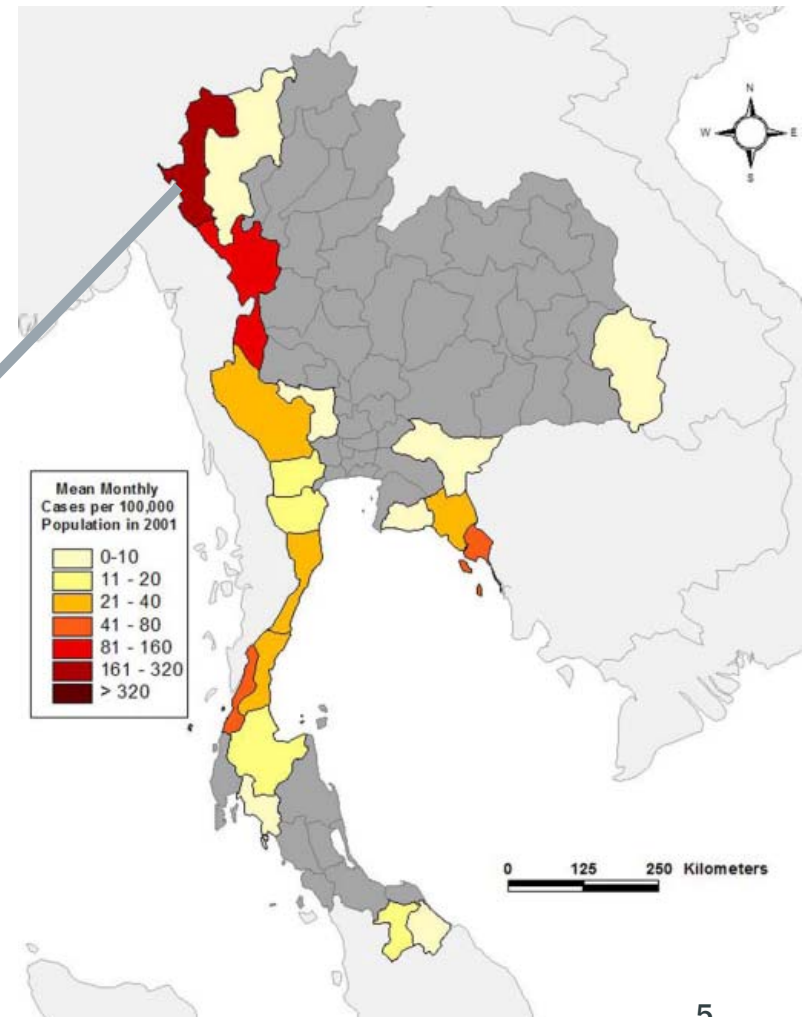 N
W E
S
Mean Monthly
Cases per 100,000
Population in 2001
0-10
11 - 20
21 - 40
41 - 80
81 - 160
161 - 320
> 320
0 125 250 Kilometers
5